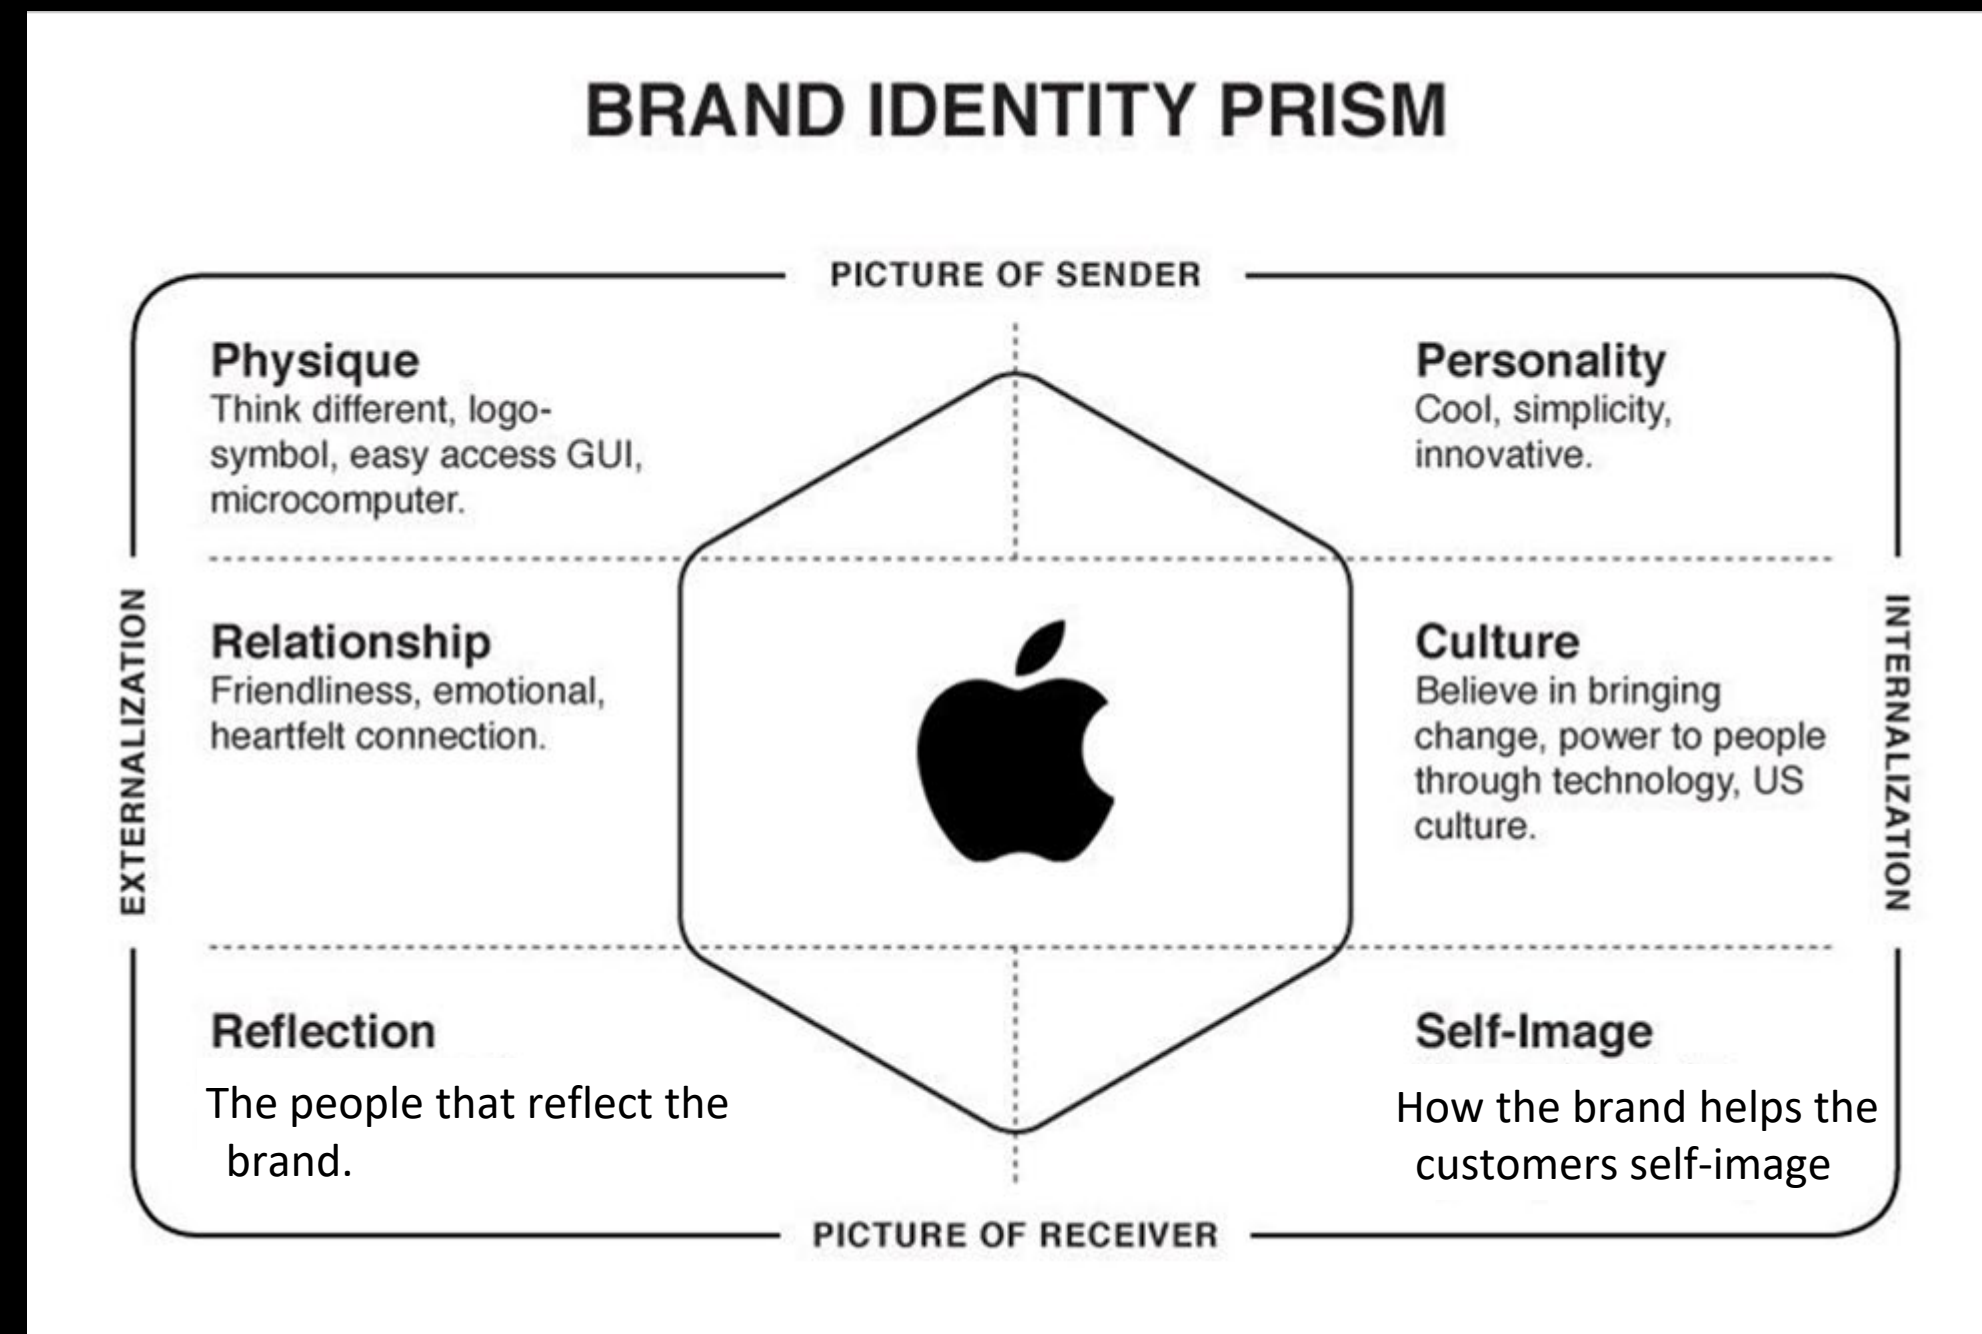 BRAND IDENTITY PRISM
PICTURE OF SENDER
Physique
Think different, logo-
symbol, easy access GUI,
microcomputer.
Personality
Cool, simplicity,
innovative.
EXTERNALIZATION
Relationship
Friendliness, emotional,
heartfelt connection.
Culture
Believe in bringing
change, power to people
through technology, US
culture.
INTERNALIZATION
Reflection
The people that reflect the
brand.
Self-Image
How the brand helps the
customers self-image
PICTURE OF RECEIVER